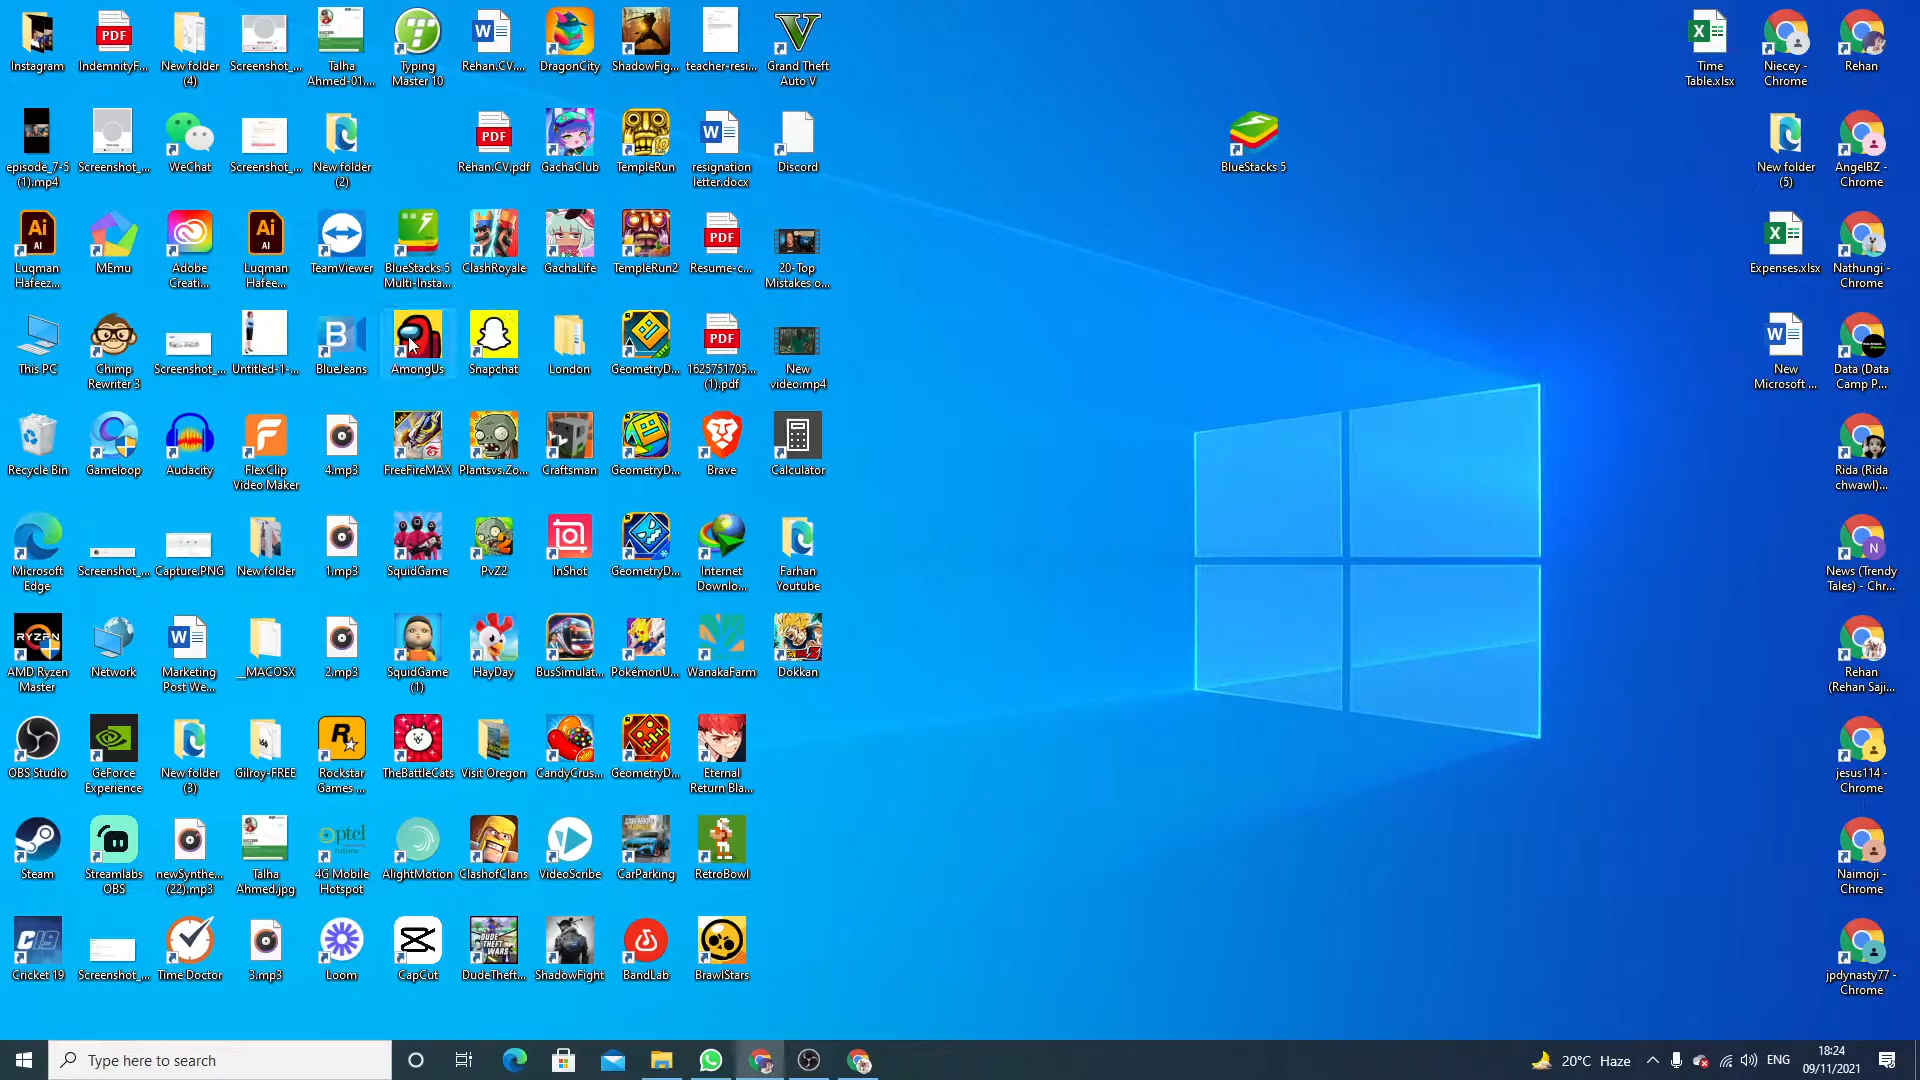 Instagram
IndemnityF...
New folder
(4)
Screenshot_...
Talha
Ahmed-01....
Typing
Master 10
Rehan.CV....
DragonCity
ShadowFig...
teacher-resi...
Grand Theft
Auto V
Time
Table.xlsx
Niecey -
Chrome
Rehan
episode_7-5
(1).mp4
Screenshot_...
WeChat
Screenshot_...
New folder
(2)
Rehan.CV.pdf
GachaClub
TempleRun
resignation
letter.docx
Discord
BlueStacks 5
New folder
(5)
AngelBZ -
Chrome
Luqman
Hafeez...
MEmu
Adobe
Creati...
Luqman
Hafee...
TeamViewer
BlueStacks 5
Multi-Insta...
ClashRoyale
GachaLife
TempleRun2
Resume-c...
20-Top
Mistakes o...
Expenses.xlsx
Nathungi -
Chrome
This PC
Chimp
Rewriter 3
Screenshot_...
Untitled-1-...
BlueJeans
AmongUs
Snapchat
London
GeometryD...
1625751705...
(1).pdf
New
video.mp4
New
Microsoft ...
Data (Data
Camp P...
Recycle Bin
Gameloop
Audacity
FlexClip
Video Maker
4.mp3
FreeFireMAX
Plantsvs.Zo...
Craftsman
GeometryD...
Brave
Calculator
Rida (Rida
chwawl)...
Microsoft
Edge
Screenshot_...
Capture.PNG
New folder
1.mp3
SquidGame
PvZ2
InShot
GeometryD...
Internet
Downlo...
Farhan
Youtube
News (Trendy
Tales) - Chr...
AMD Ryzen
Master
Network
Marketing
Post We...
__MACOSX
2.mp3
SquidGame
(1)
HayDay
BusSimulat...
PokémonU...
WanakaFarm
Dokkan
Rehan
(Rehan Saji...
OBS Studio
GeForce
Experience
New folder
(3)
Gilroy-FREE
Rockstar
Games ...
TheBattleCats
Visit Oregon
CandyCrus...
GeometryD...
Eternal
Return Bla...
jesus114 -
Chrome
Steam
Streamlabs
OBS
newSynthe...
(22).mp3
Talha
Ahmed.jpg
4G Mobile
Hotspot
AlightMotion
ClashofClans
VideoScribe
CarParking
RetroBowl
Naimoji -
Chrome
Cricket 19
Screenshot_...
Time Doctor
3.mp3
Loom
CapCut
DudeTheft...
ShadowFight
BandLab
BrawlStars
jpdynasty77 -
Chrome
Type here to search
20°C Haze
ENG
18:24
09/11/2021